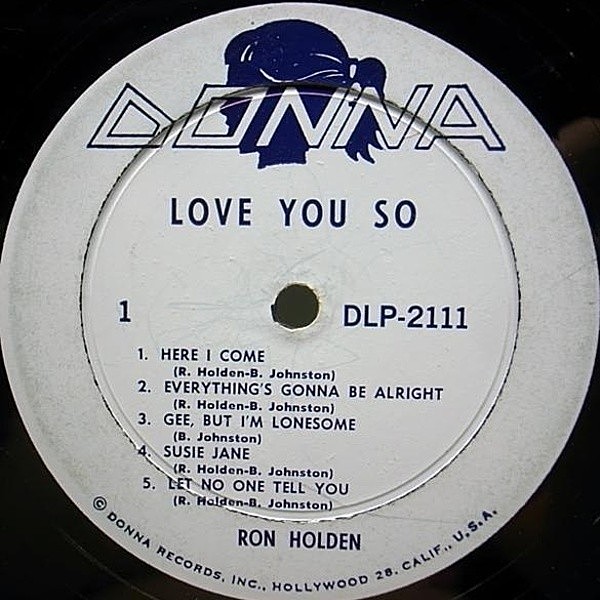 DONNA
LOVE YOU SO
1 DLP-2111
1. HERE I COME
(R. Holden-B. Johnston)
2. EVERYTHING'S GONNA BE ALRIGHT
(R. Holden-B. Johnston)
3. GEE, BUT I'M LONESOME
(B. Johnston)
4. SUSIE JANE
(R. Holden-B. Johnston)
5. LET NO ONE TELL YOU
(R. Holden-B. Johnston)
RON HOLDEN
© DONNA RECORDS, INC., HOLLYWOOD 28, CALIF., U.S.A.